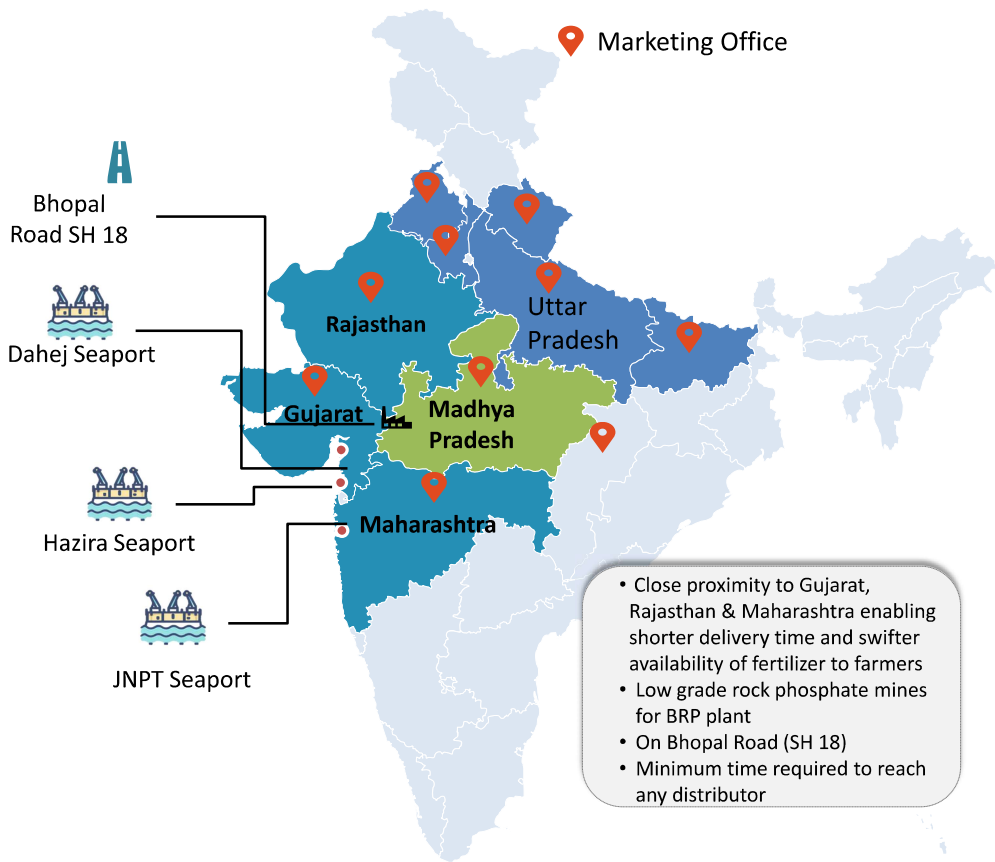 Marketing Office
Bhopal
Road SH 18
Dahej Seaport
Hazira Seaport
JNPT Seaport
Rajasthan
Uttar
Pradesh
Gujarat
Madhya
Pradesh
Maharashtra
• Close proximity to Gujarat,
Rajasthan & Maharashtra enabling
shorter delivery time and swifter
availability of fertilizer to farmers
• Low grade rock phosphate mines
for BRP plant
• On Bhopal Road (SH 18)
• Minimum time required to reach
any distributor